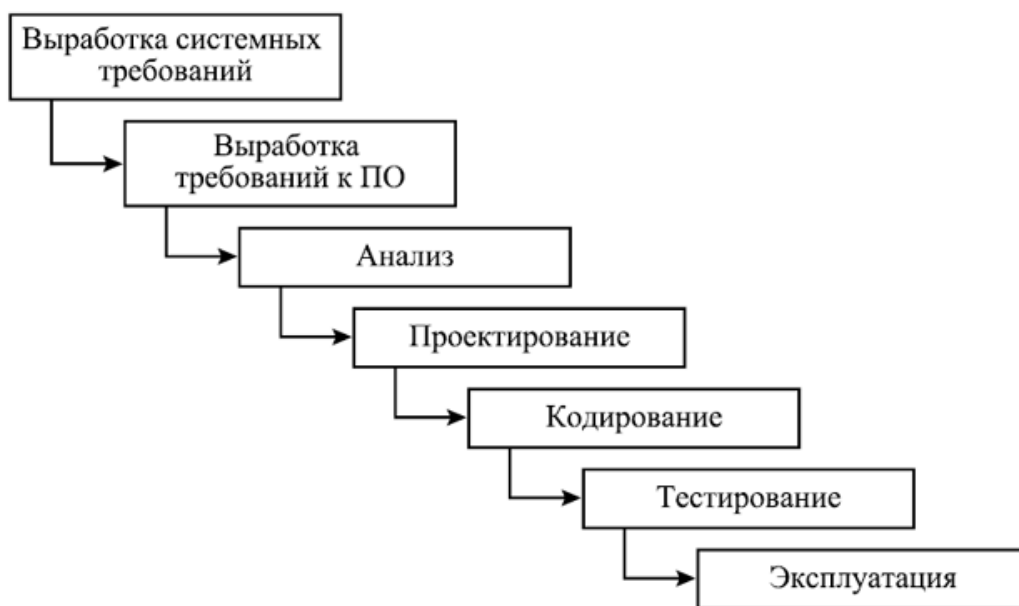 Выработка системных
требований
Выработка
требований к ПО
Анализ
Проектирование
Кодирование
Тестирование
Эксплуатация